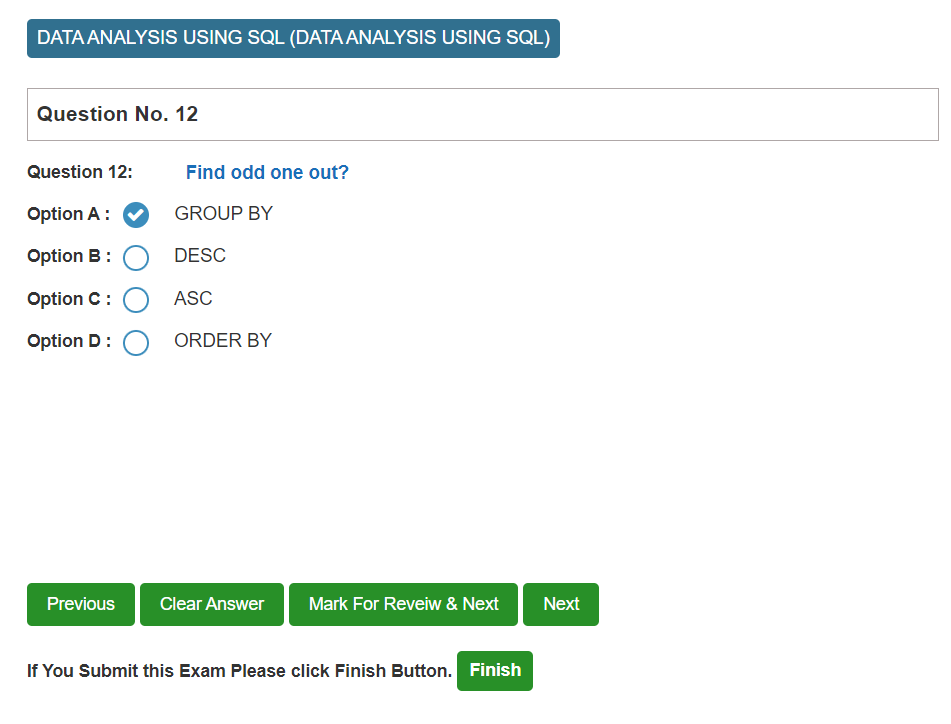 DATA ANALYSIS USING SQL (DATA ANALYSIS USING SQL)
Question No. 12
Question 12: Find odd one out?
Option A : GROUP BY
Option B : DESC
Option C : ASC
Option D : ORDER BY
Previous Clear Answer Mark For Reveiw & Next Next
If You Submit this Exam Please click Finish Button. Finish